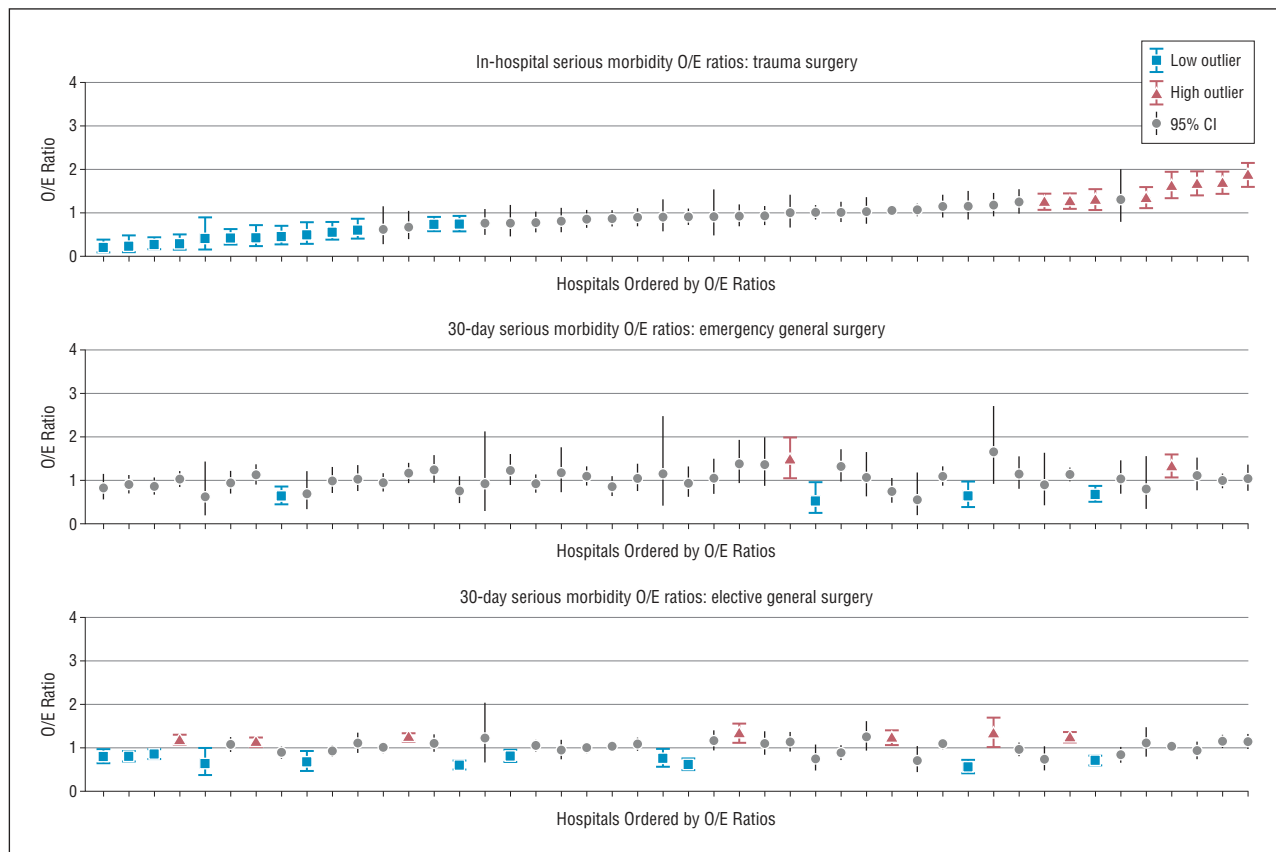 In-hospital serious morbidity O/E ratios: trauma surgery
Low outlier
High outlier
95% CI
4
3
2
1
0
O/E Ratio
Hospitals Ordered by O/E Ratios
30-day serious morbidity O/E ratios: emergency general surgery
4
3
2
1
0
O/E Ratio
Hospitals Ordered by O/E Ratios
30-day serious morbidity O/E ratios: elective general surgery
4
3
2
1
0
O/E Ratio
Hospitals Ordered by O/E Ratios